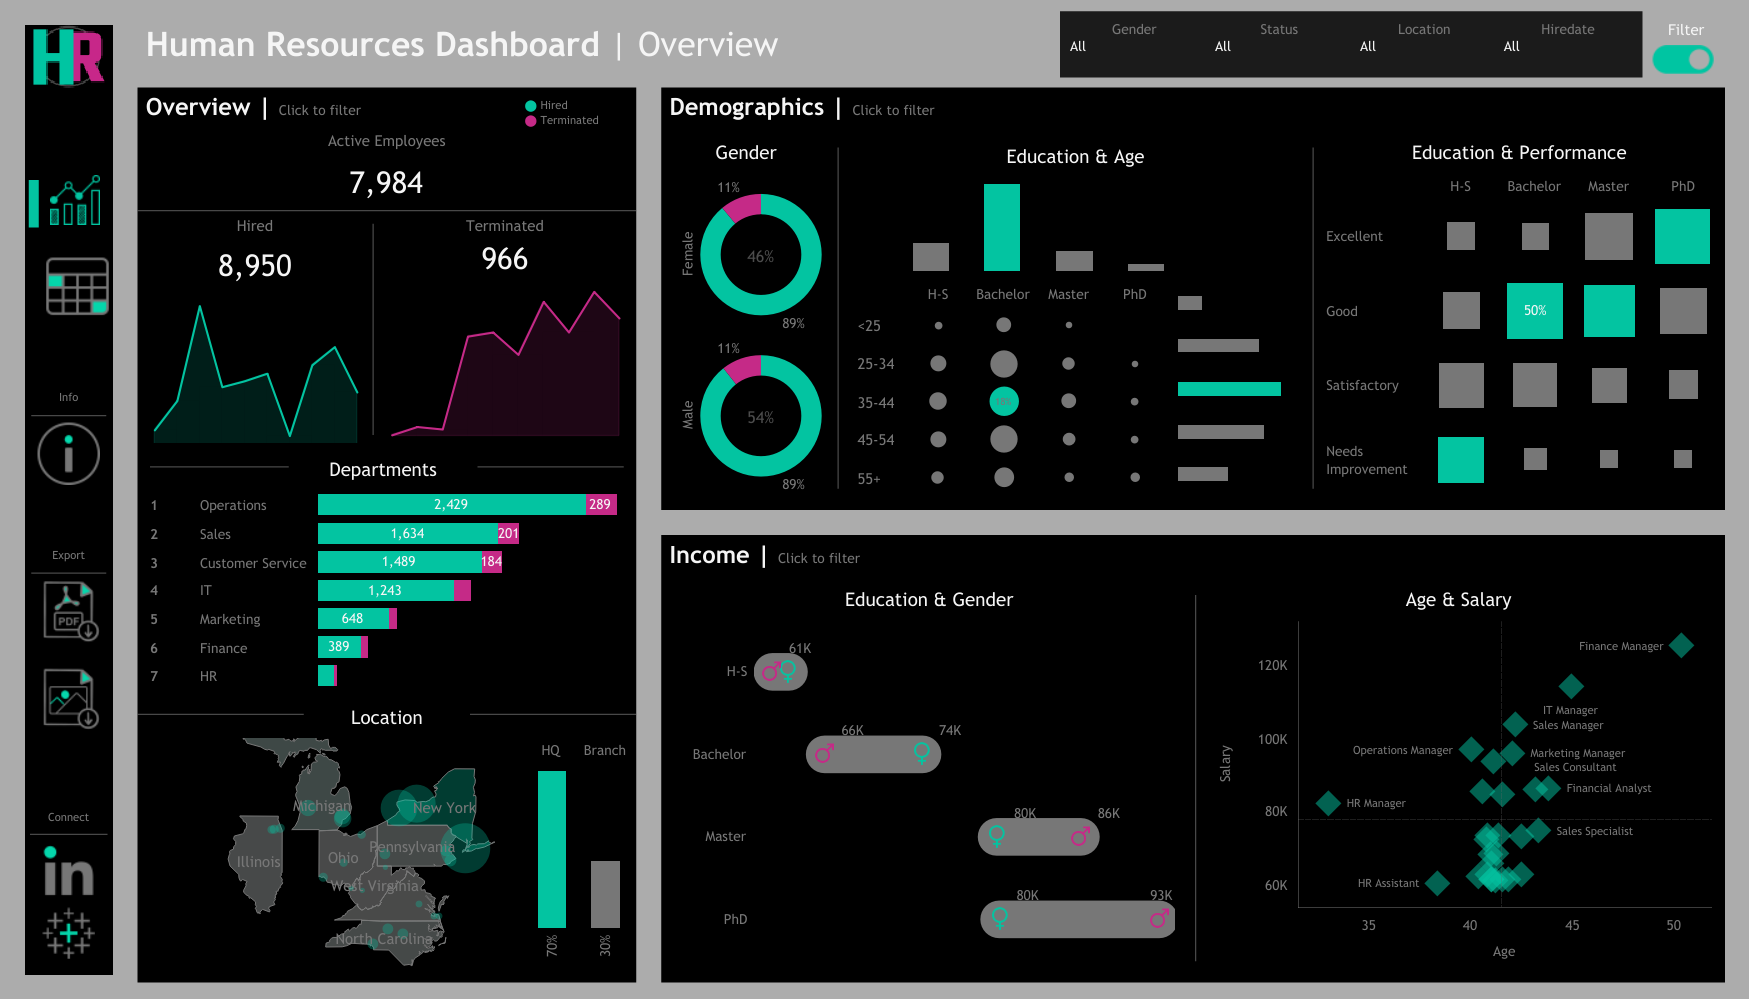 HR
Human Resources Dashboard | Overview
Gender Status Location Hiredate
All All All All
Filter
Info
Export
PDF
Connect
in
Overview | Click to filter
Hired
Terminated
Active Employees
7,984
Hired
8,950
Terminated
966
Departments
1 Operations 2,429 289
2 Sales 1,634 201
3 Customer Service 1,489 184
4 IT 1,243
5 Marketing 648
6 Finance 389
7 HR
Location
Michigan
New York
Illinois
Ohio
Pennsylvania
West Virginia
North Carolina
HQ Branch
70% 30%
Demographics | Click to filter
Gender
11%
Female
46%
89%
11%
Male
54%
89%
Education & Age
H-S Bachelor Master PhD
<25
25-34
35-44
45-54
55+
Education & Performance
H-S Bachelor Master PhD
Excellent
Good 50%
Satisfactory
Needs
Improvement
Income | Click to filter
Education & Gender
61K
H-S
66K 74K
Bachelor
80K 86K
Master
80K 93K
PhD
Age & Salary
Finance Manager
120K
IT Manager
Sales Manager
100K
Operations Manager
Marketing Manager
Sales Consultant
Financial Analyst
HR Manager
80K
Sales Specialist
HR Assistant
60K
Salary
35 40 45 50
Age